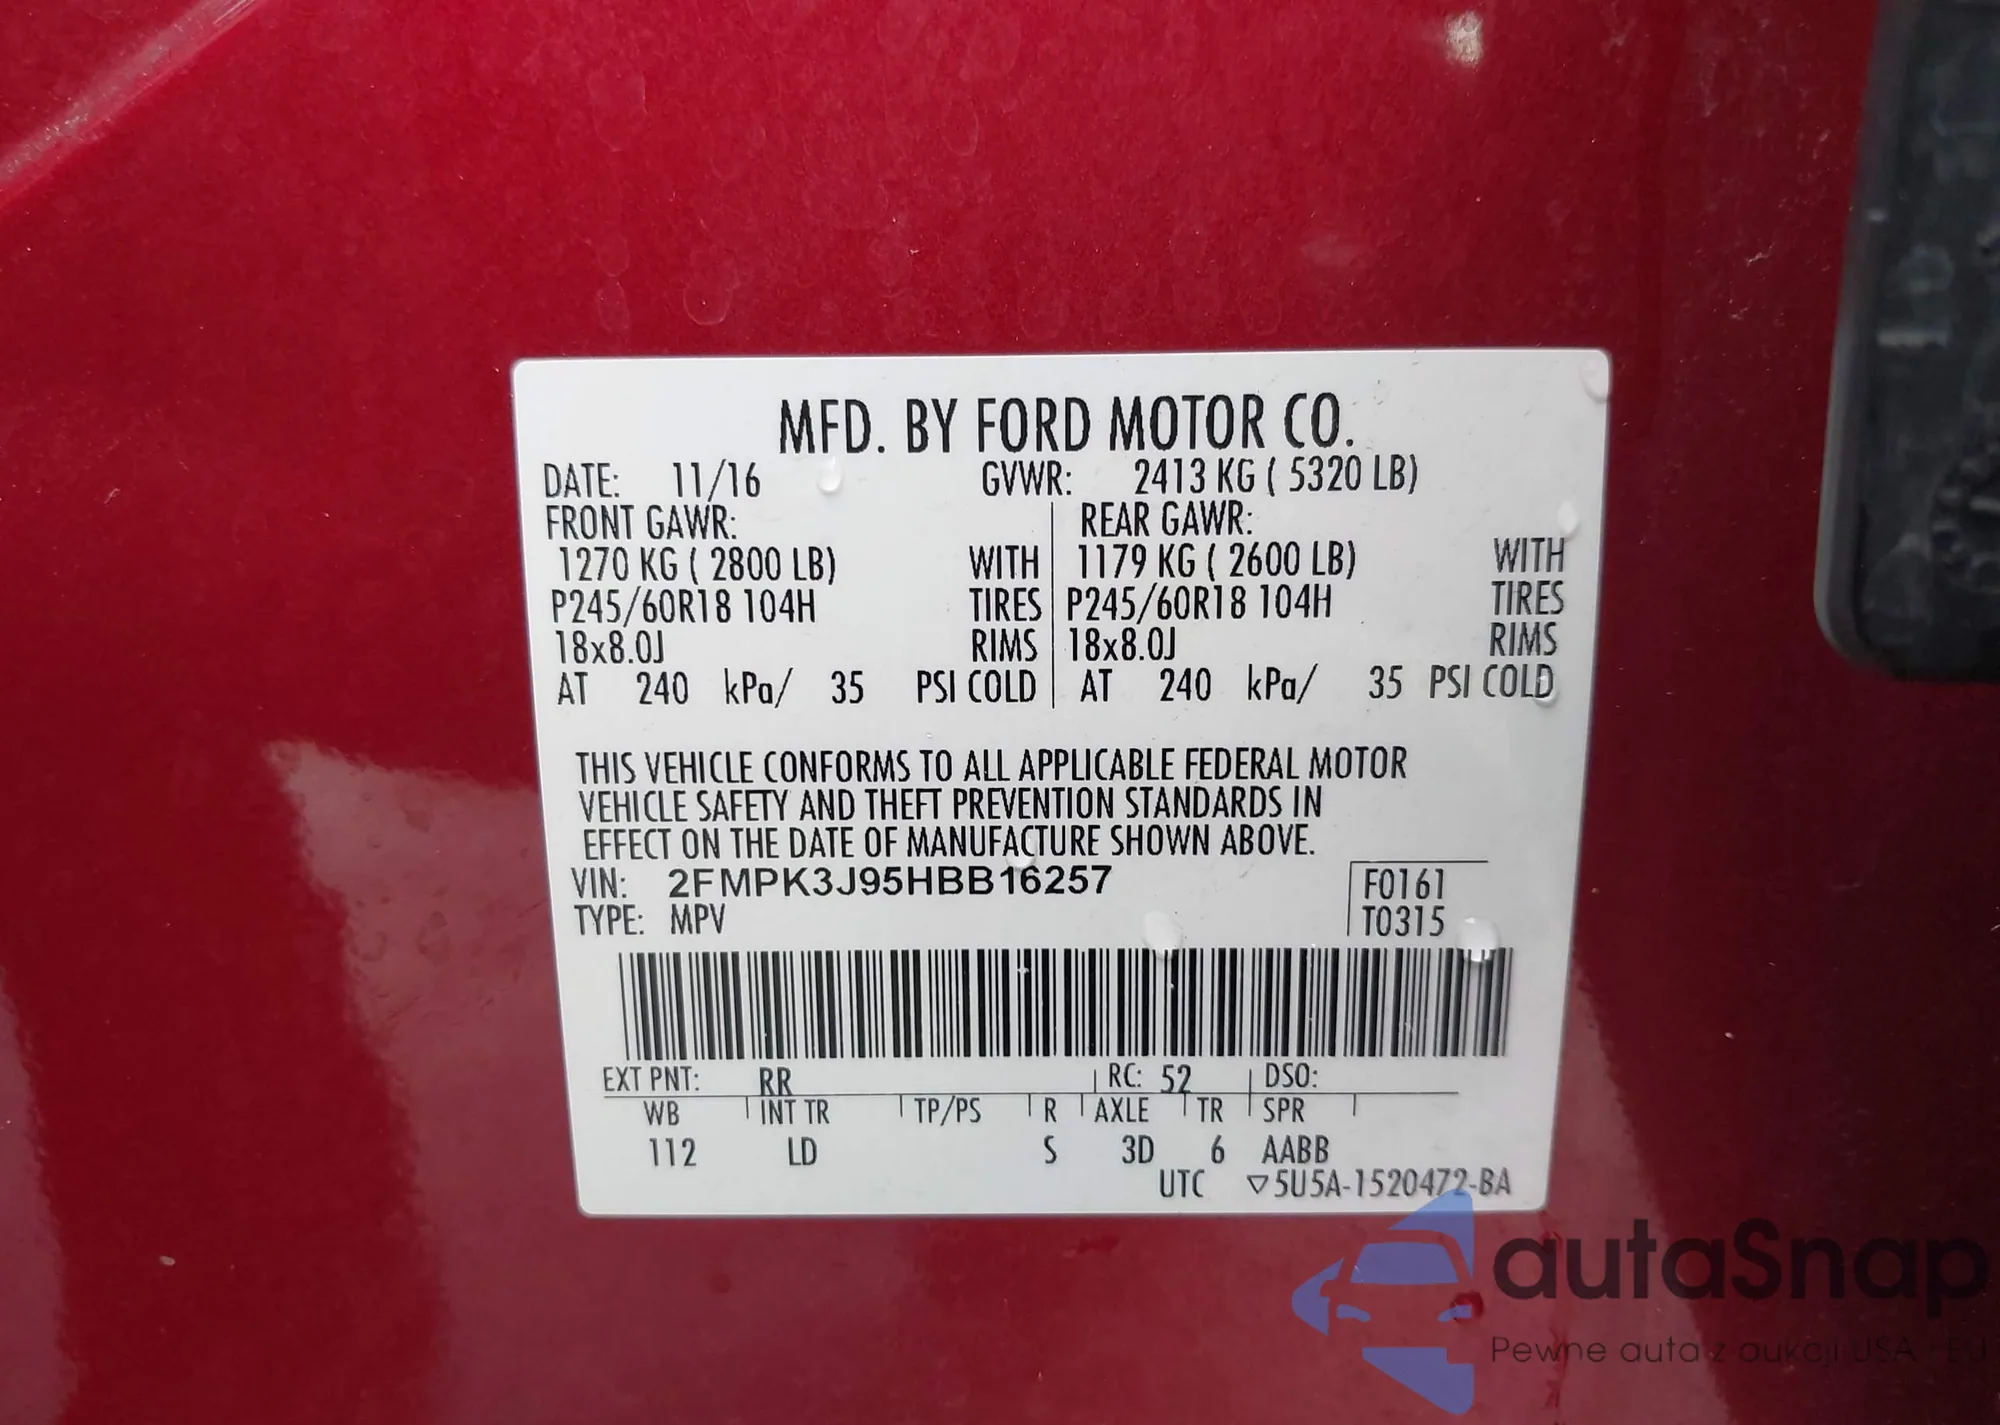 MFD. BY FORD MOTOR CO.
DATE: 11/16 GVWR: 2413 KG ( 5320 LB)
FRONT GAWR: REAR GAWR:
1270 KG ( 2800 LB) WITH 1179 KG ( 2600 LB) WITH
P245/60R18 104H TIRES P245/60R18 104H TIRES
18x8.0J RIMS 18x8.0J RIMS
AT 240 kPa/ 35 PSI COLD AT 240 kPa/ 35 PSI COLD
THIS VEHICLE CONFORMS TO ALL APPLICABLE FEDERAL MOTOR
VEHICLE SAFETY AND THEFT PREVENTION STANDARDS IN
EFFECT ON THE DATE OF MANUFACTURE SHOWN ABOVE.
VIN: 2FMPK3J95HBB16257 F0161
TYPE: MPV T0315
EXT PNT: RR RC: 52 DSO:
WB INT TR TP/PS R AXLE TR SPR
112 LD S 3D 6 AABB
UTC ▽5U5A-1520472-BA
autaSnap
Pewne auta z aukcji USA - EU